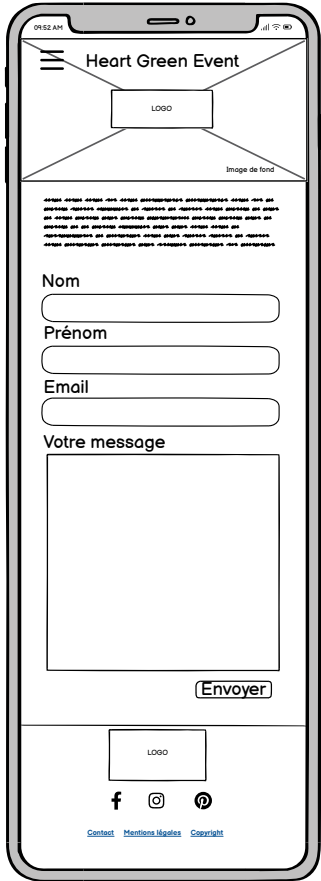 09:52 AM
Heart Green Event
LOGO
Image de fond
Nom
Prénom
Email
Votre message
Envoyer
LOGO
Contact Mentions légales Copyright